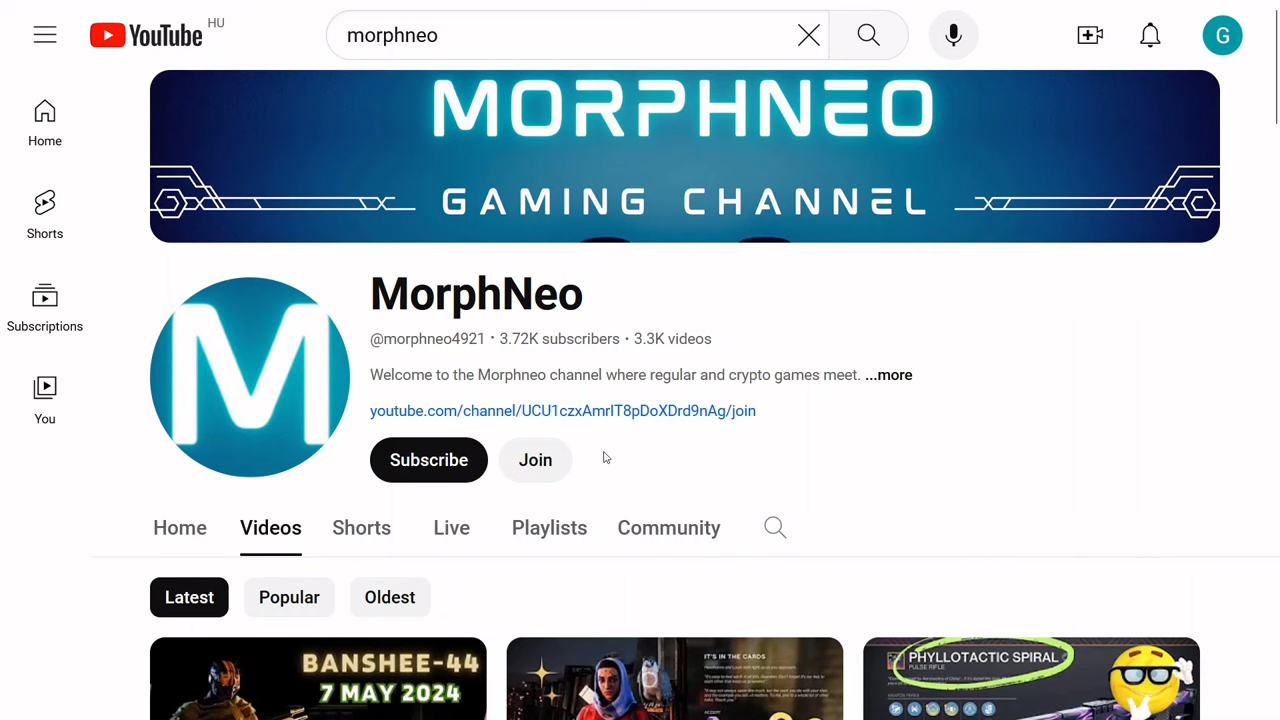 YouTube HU
morphneo
G
Home
Shorts
Subscriptions
You
MORPHNEO
GAMING CHANNEL
M
MorphNeo
@morphneo4921 • 3.72K subscribers • 3.3K videos
Welcome to the Morphneo channel where regular and crypto games meet. ...more
youtube.com/channel/UCU1czxAmrIT8pDoXDrd9nAg/join
Subscribe Join
Home Videos Shorts Live Playlists Community
Latest Popular Oldest
BANSHEE-44
7 MAY 2024
IT'S IN THE CARDS
PHYLLOTACTIC SPIRAL
PULSE RIFLE
WEAPON PERKS